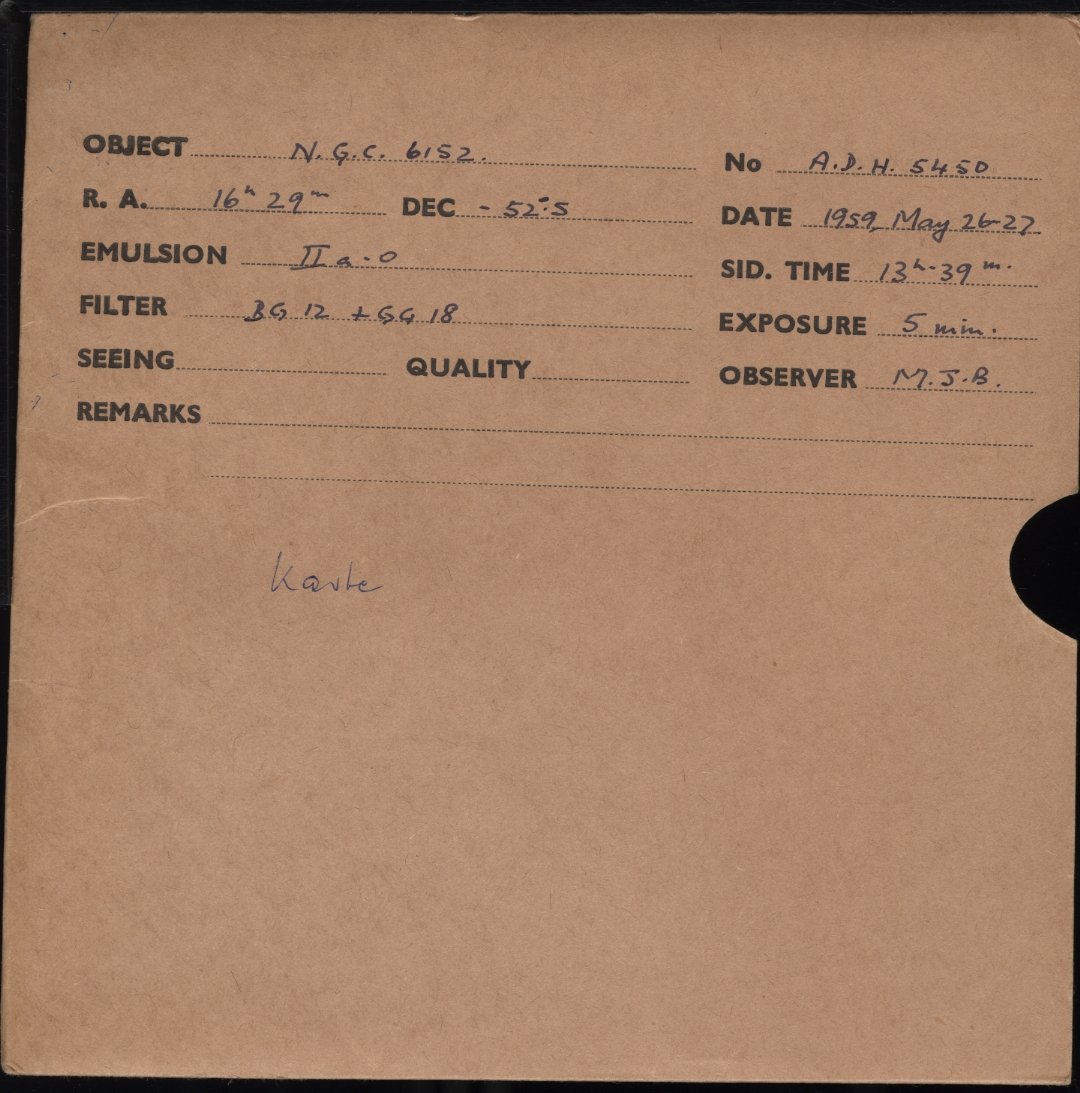 OBJECT N.G.C. 6152.
No A.D.H. 5450
R. A. 16h 29m DEC - 52°.5
DATE 1959, May 26-27
EMULSION IIa-O
SID. TIME 13h. 39m.
FILTER BG 12 + GG 18
EXPOSURE 5 min.
SEEING QUALITY
OBSERVER M.J.B.
REMARKS
Karte